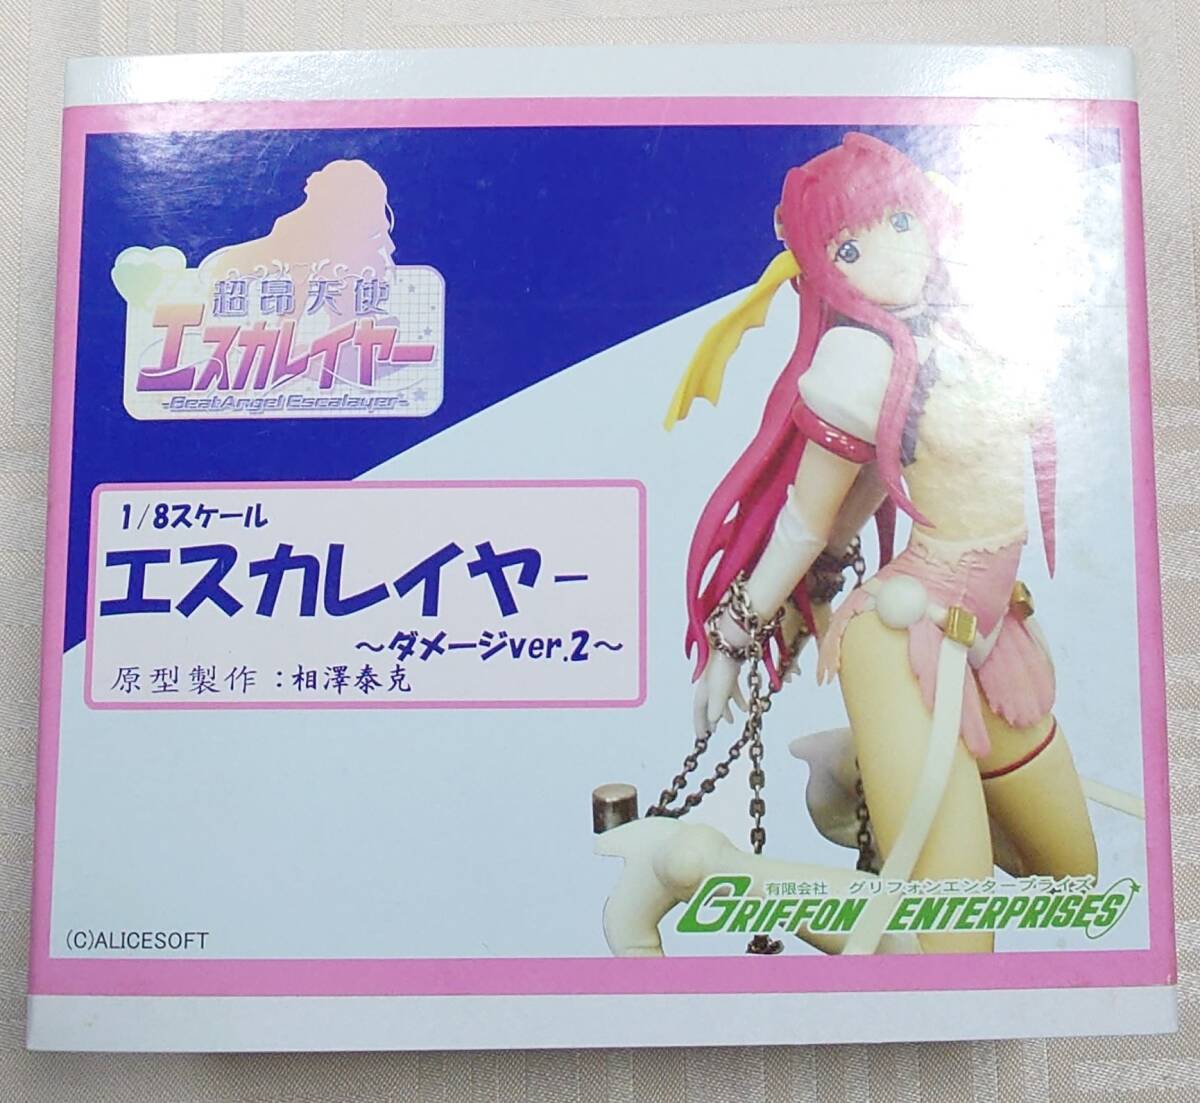 超昂天使
エスカレイヤー
-BeatAngel Escalayer-
1/8スケール
エスカレイヤー
～ダメージver.2～
原型製作：相澤泰克
有限会社 グリフォンエンタープライズ
GRIFFON ENTERPRISES
(C)ALICESOFT